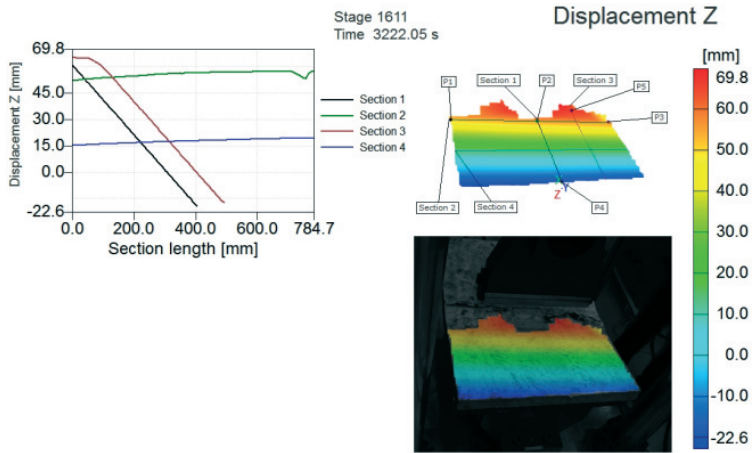 Stage 1611
Time 3222.05 s
Displacement Z
Displacement Z [mm]
69.8
45.0
30.0
15.0
0.0
-22.6
0.0
200.0
400.0
600.0
784.7
Section length [mm]
Section 1
Section 2
Section 3
Section 4
P1
Section 1
P2
Section 3
P5
P3
Section 2
Section 4
P4
Z
Y
[mm]
69.8
60.0
50.0
40.0
30.0
20.0
10.0
0.0
-10.0
-22.6